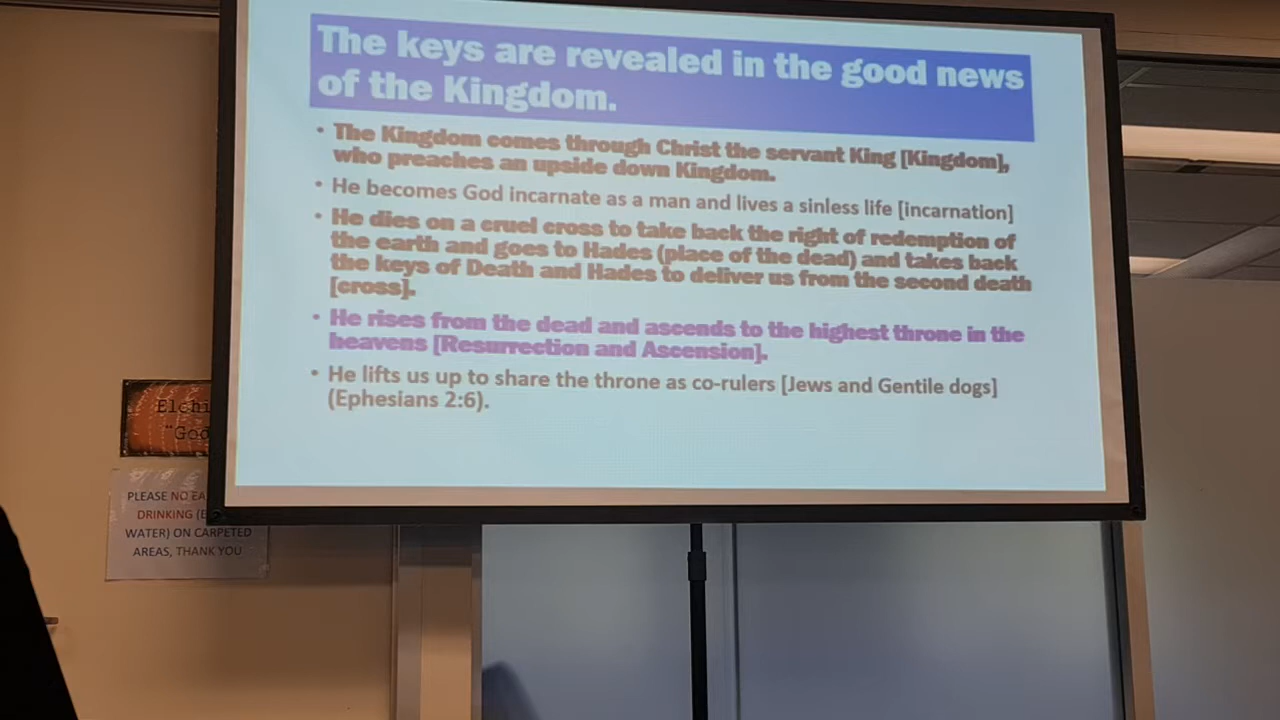 The keys are revealed in the good news
of the Kingdom.
• The Kingdom comes through Christ the servant King [Kingdom],
who preaches an upside down Kingdom.
• He becomes God incarnate as a man and lives a sinless life [incarnation]
• He dies on a cruel cross to take back the right of redemption of
the earth and goes to Hades (place of the dead) and takes back
the keys of Death and Hades to deliver us from the second death
[cross].
• He rises from the dead and ascends to the highest throne in the
heavens [Resurrection and Ascension].
• He lifts us up to share the throne as co-rulers [Jews and Gentile dogs]
(Ephesians 2:6).
Elchi
"God
PLEASE NO EA
DRINKING (E
WATER) ON CARPETED
AREAS, THANK YOU